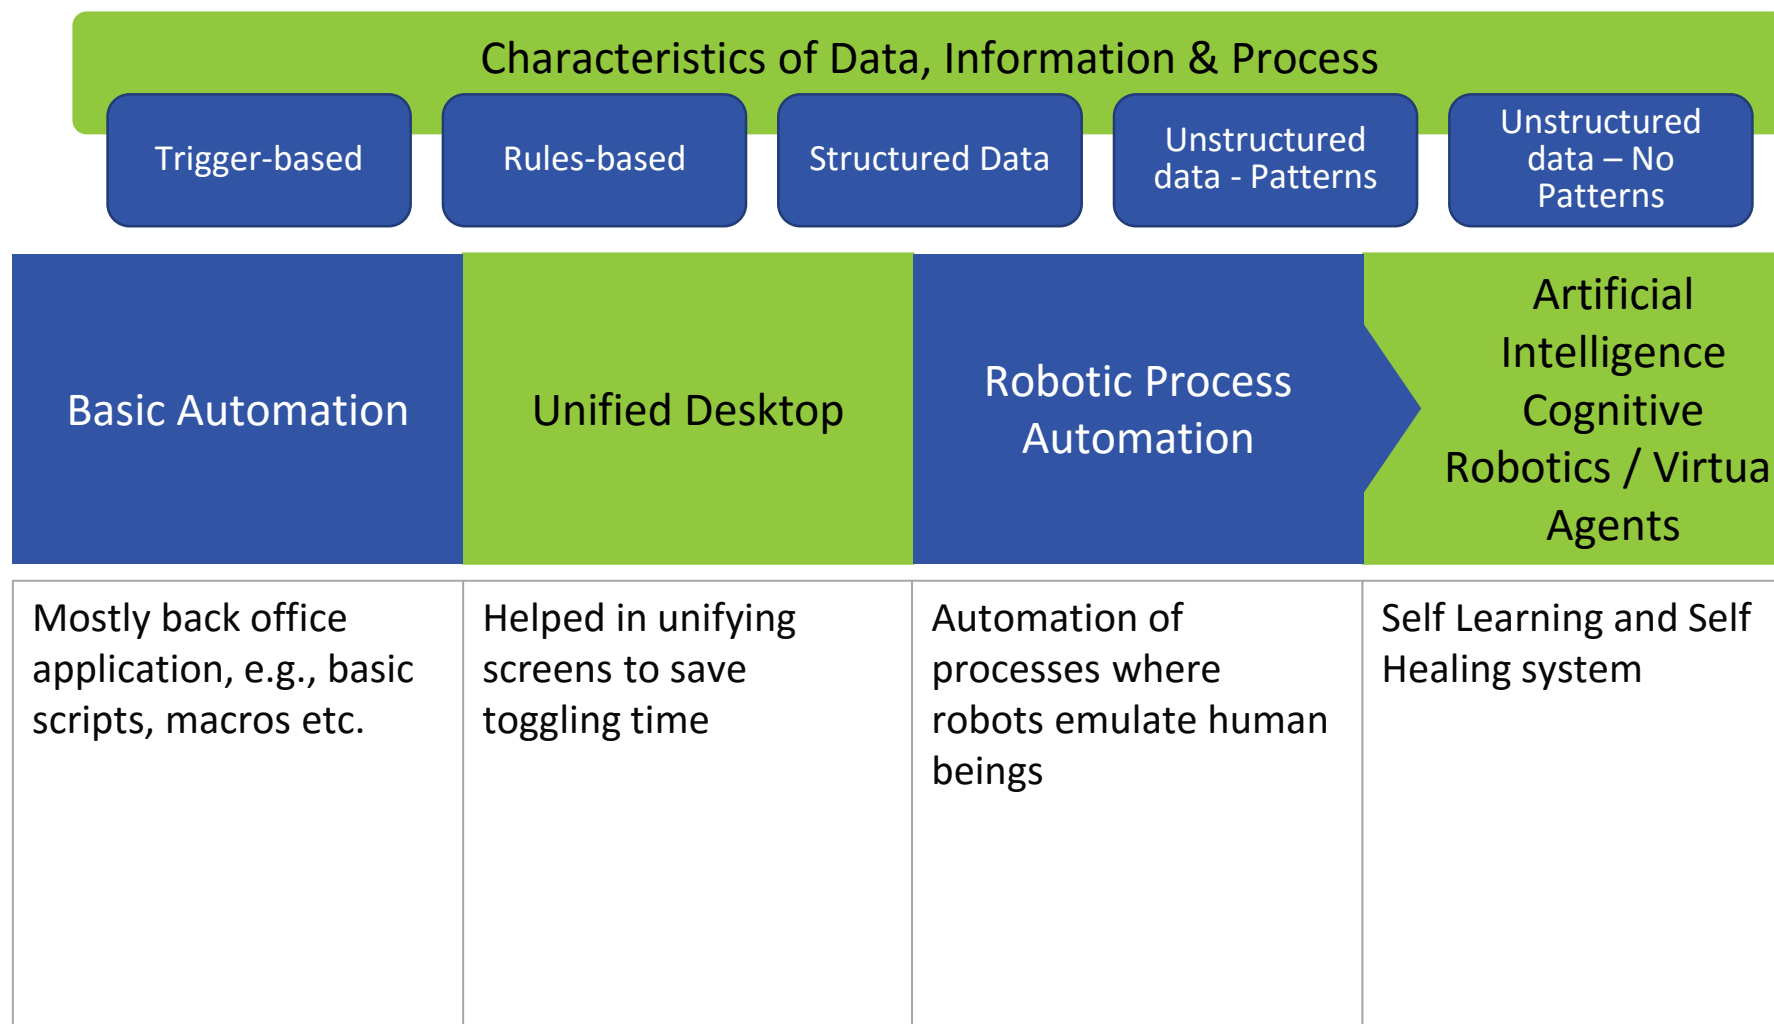 Characteristics of Data, Information & Process
Trigger-based
Rules-based
Structured Data
Unstructured
data - Patterns
Unstructured
data – No
Patterns
Basic Automation
Unified Desktop
Robotic Process
Automation
Artificial
Intelligence
Cognitive
Robotics / Virtua
Agents
Mostly back office
application, e.g., basic
scripts, macros etc.
Helped in unifying
screens to save
toggling time
Automation of
processes where
robots emulate human
beings
Self Learning and Self
Healing system